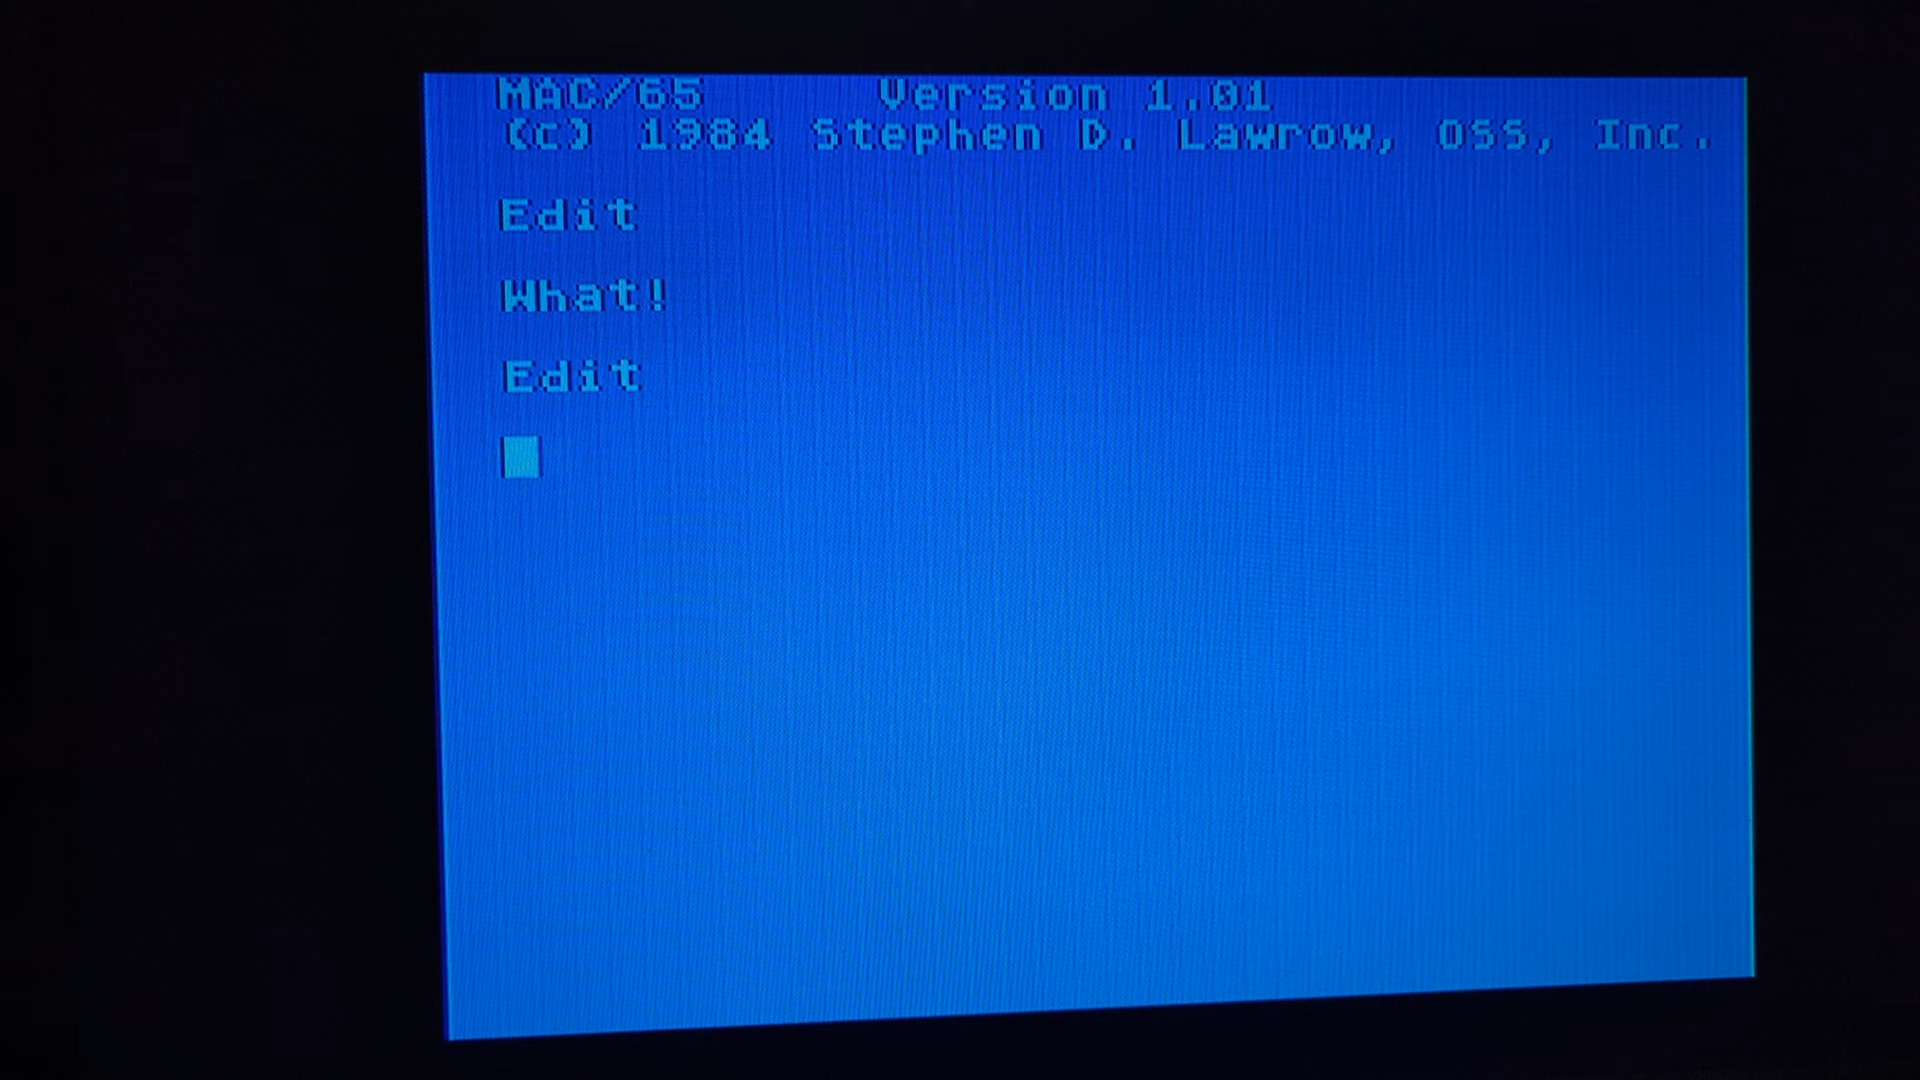 MAC/65 Version 1.01
(c) 1984 Stephen D. Lawrow, OSS, Inc.
Edit
What!
Edit